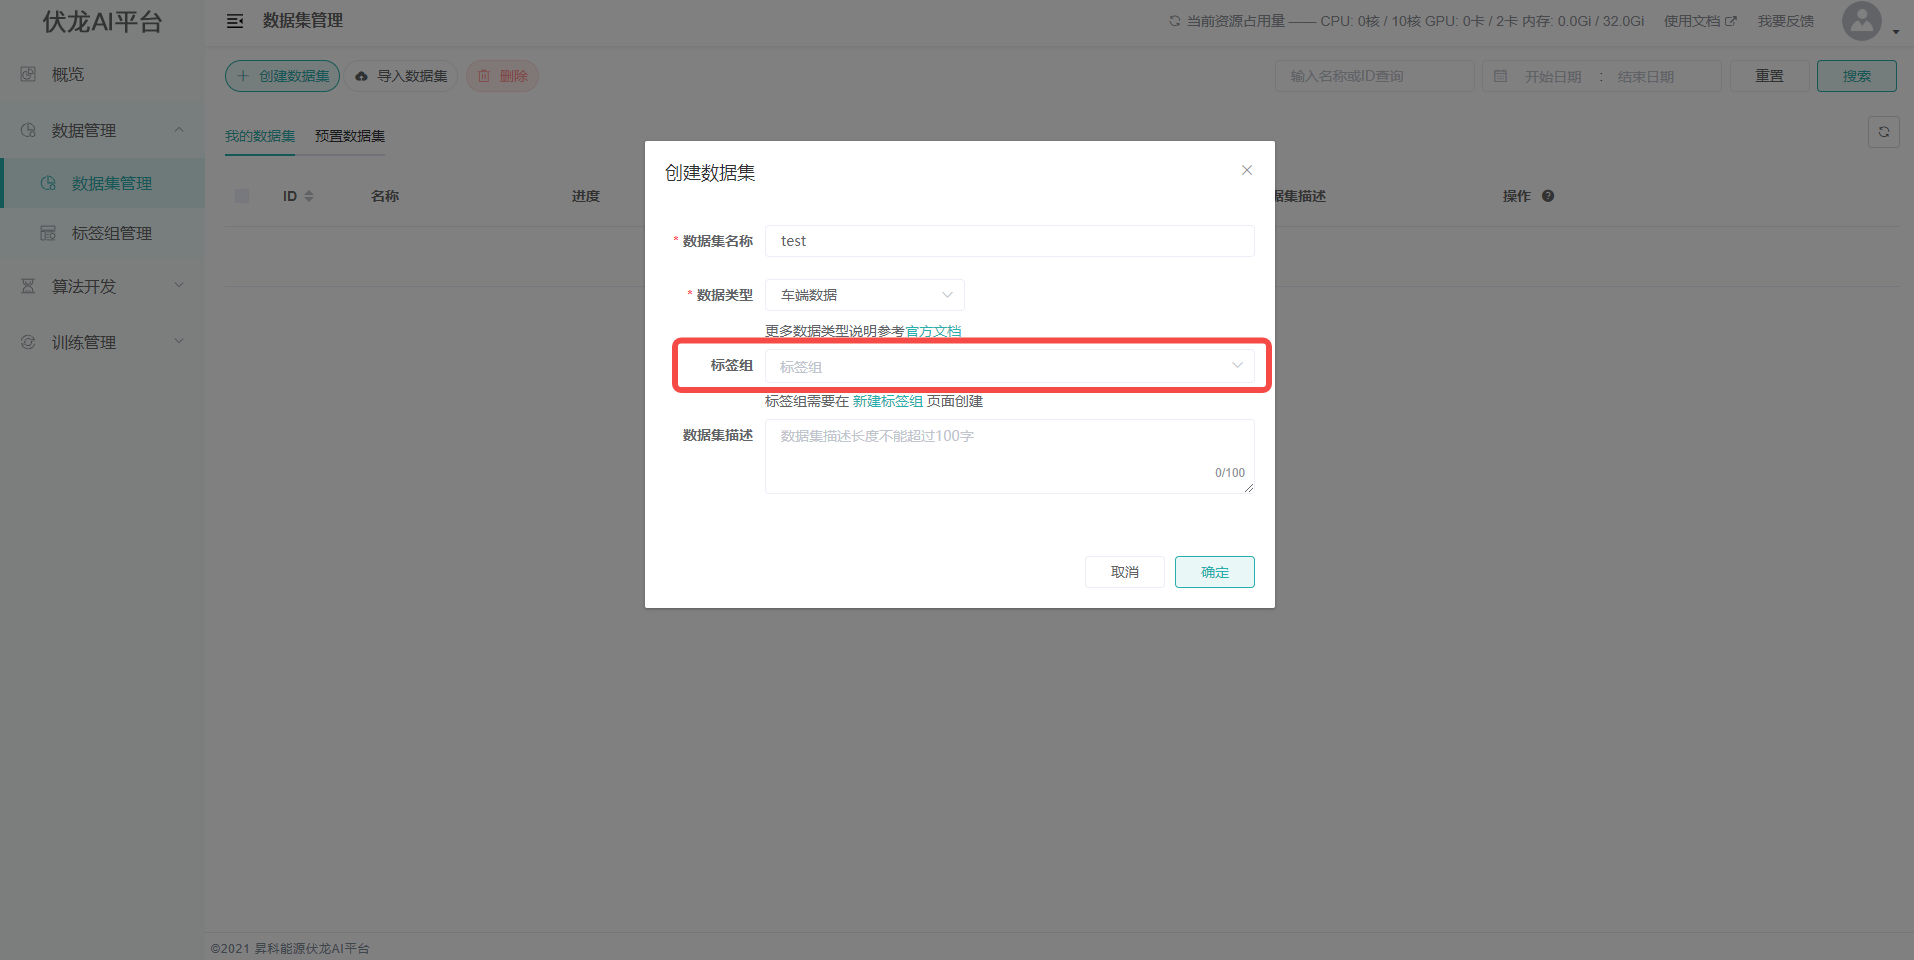 伏龙AI平台
数据集管理
当前资源占用量 —— CPU: 0核 / 10核 GPU: 0卡 / 2卡 内存: 0.0Gi / 32.0Gi
使用文档
我要反馈
概览
数据管理
数据集管理
标签组管理
算法开发
训练管理
创建数据集
导入数据集
删除
输入名称或ID查询
开始日期 : 结束日期
重置
搜索
我的数据集
预置数据集
ID
名称
进度
据集描述
操作
创建数据集
* 数据集名称
test
* 数据类型
车端数据
更多数据类型说明参考官方文档
标签组
标签组
标签组需要在 新建标签组 页面创建
数据集描述
数据集描述长度不能超过100字
0/100
取消
确定
©2021 昇科能源伏龙AI平台